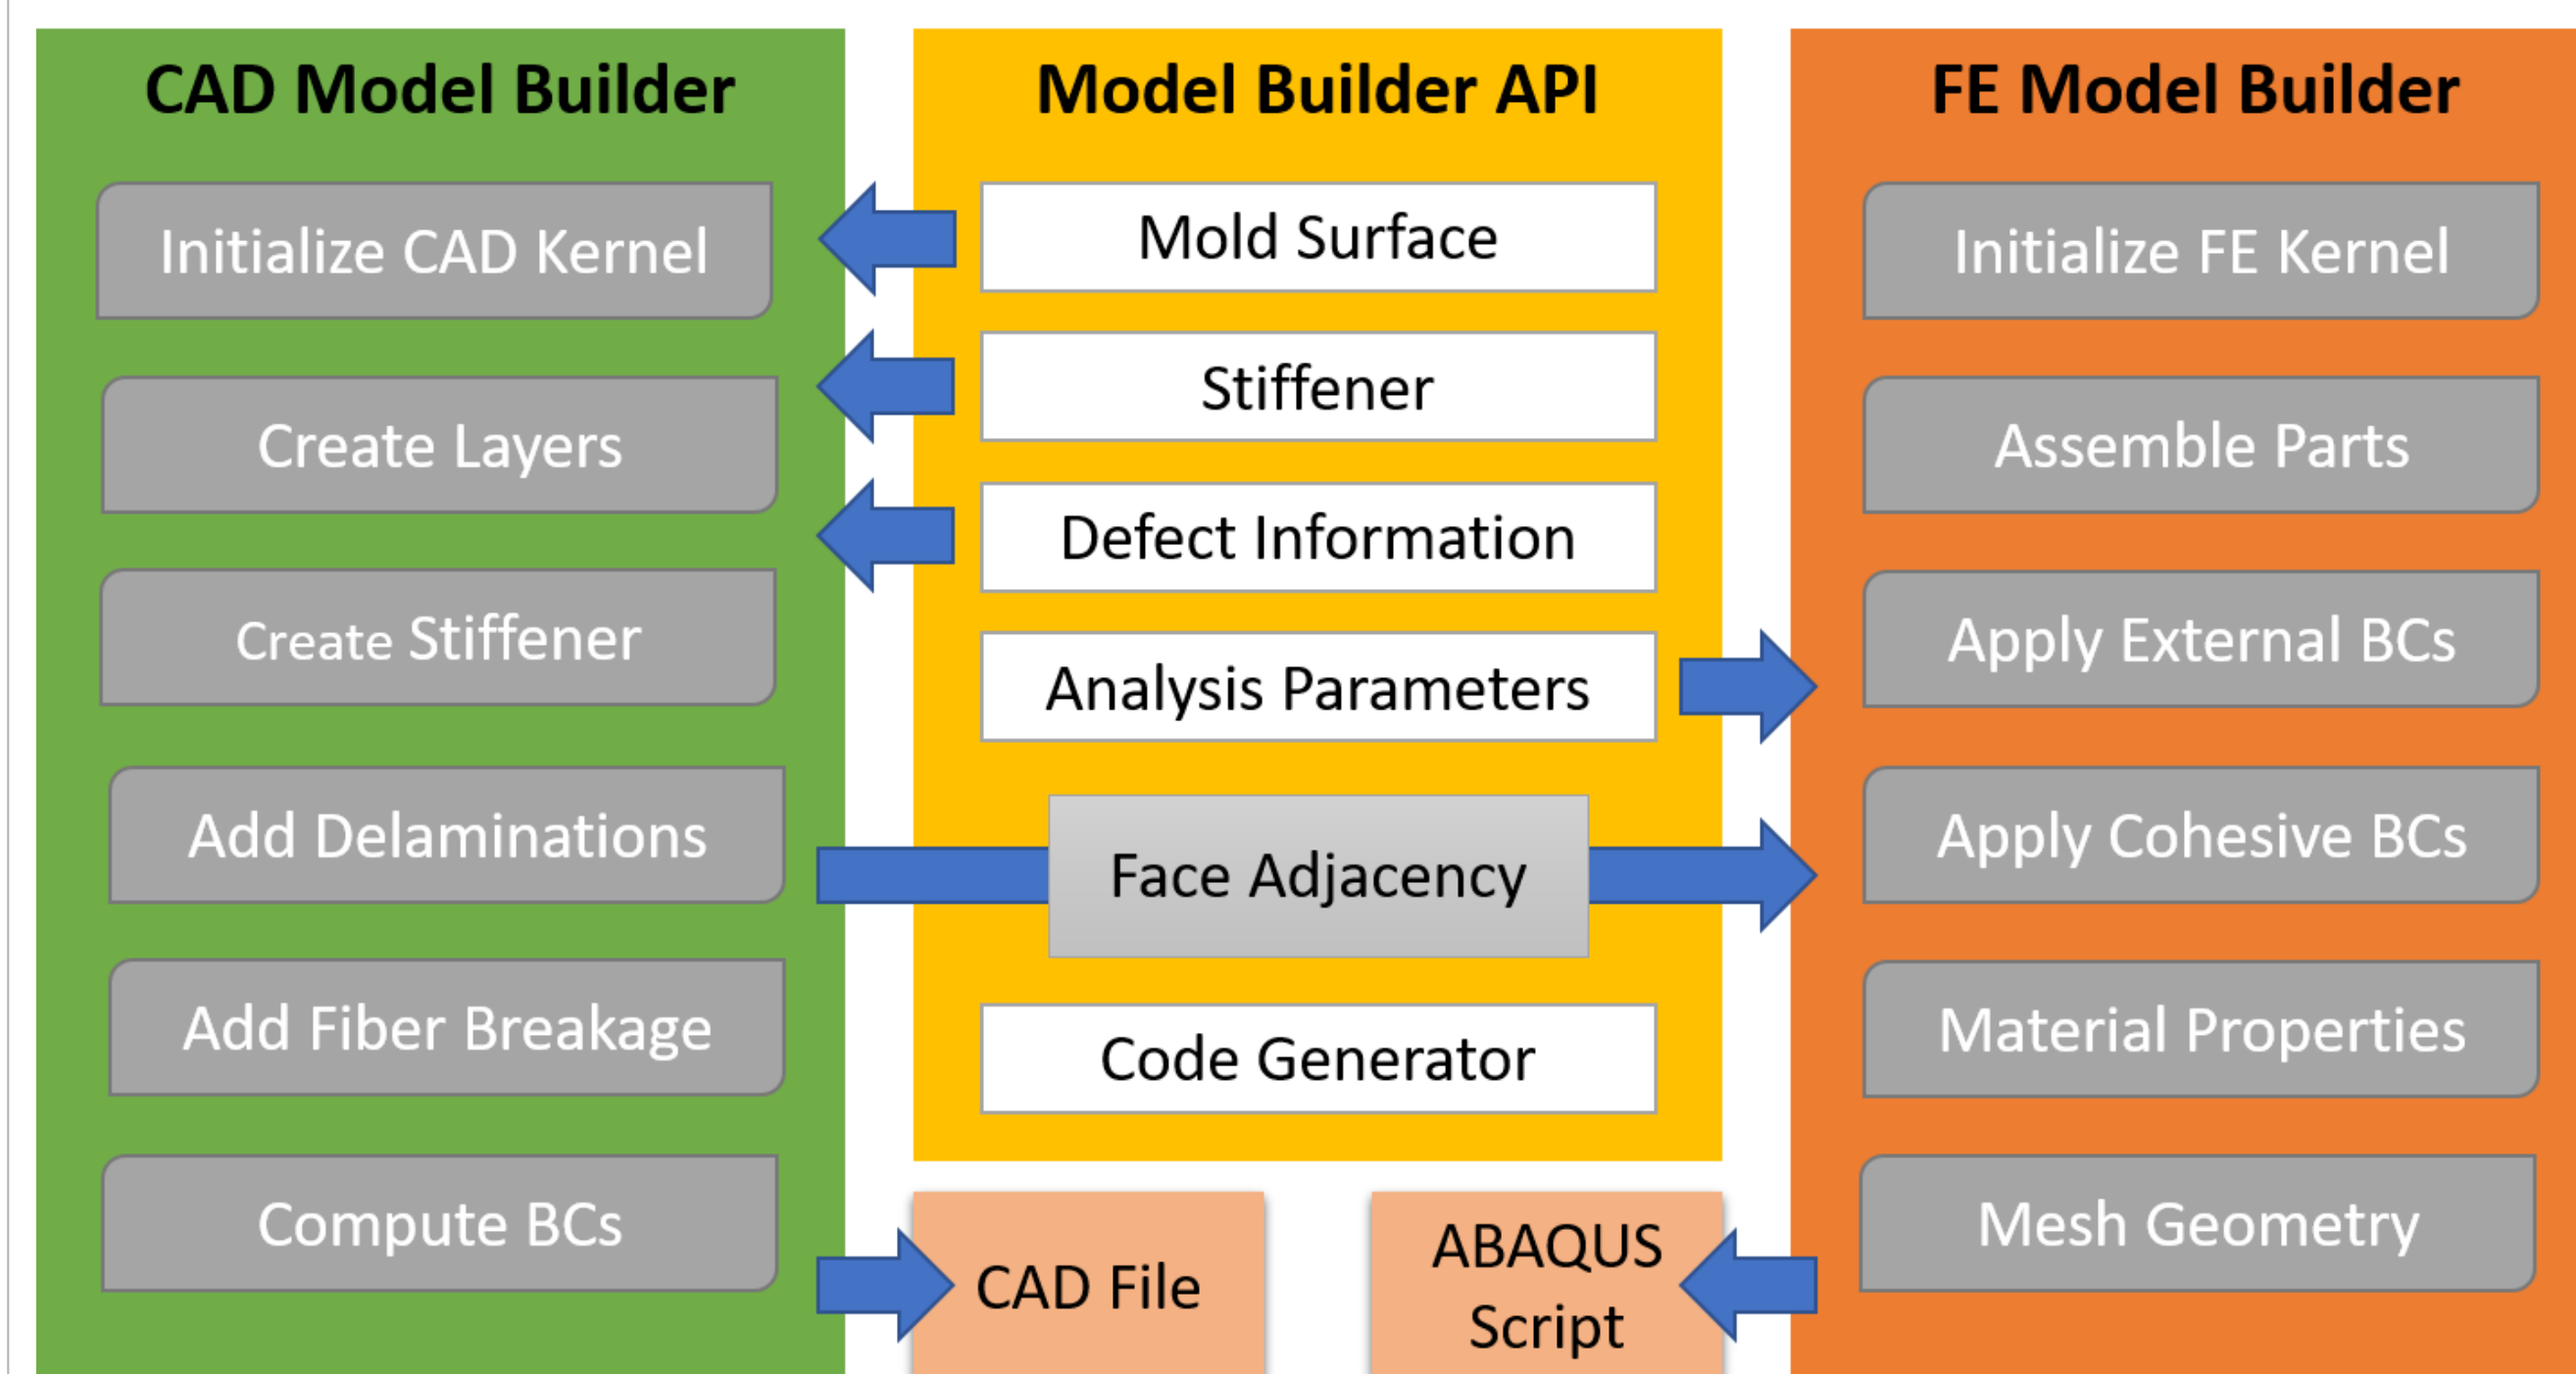 CAD Model Builder
Initialize CAD Kernel
Create Layers
Create Stiffener
Add Delaminations
Add Fiber Breakage
Compute BCs
Model Builder API
Mold Surface
Stiffener
Defect Information
Analysis Parameters
Face Adjacency
Code Generator
CAD File
ABAQUS
Script
FE Model Builder
Initialize FE Kernel
Assemble Parts
Apply External BCs
Apply Cohesive BCs
Material Properties
Mesh Geometry